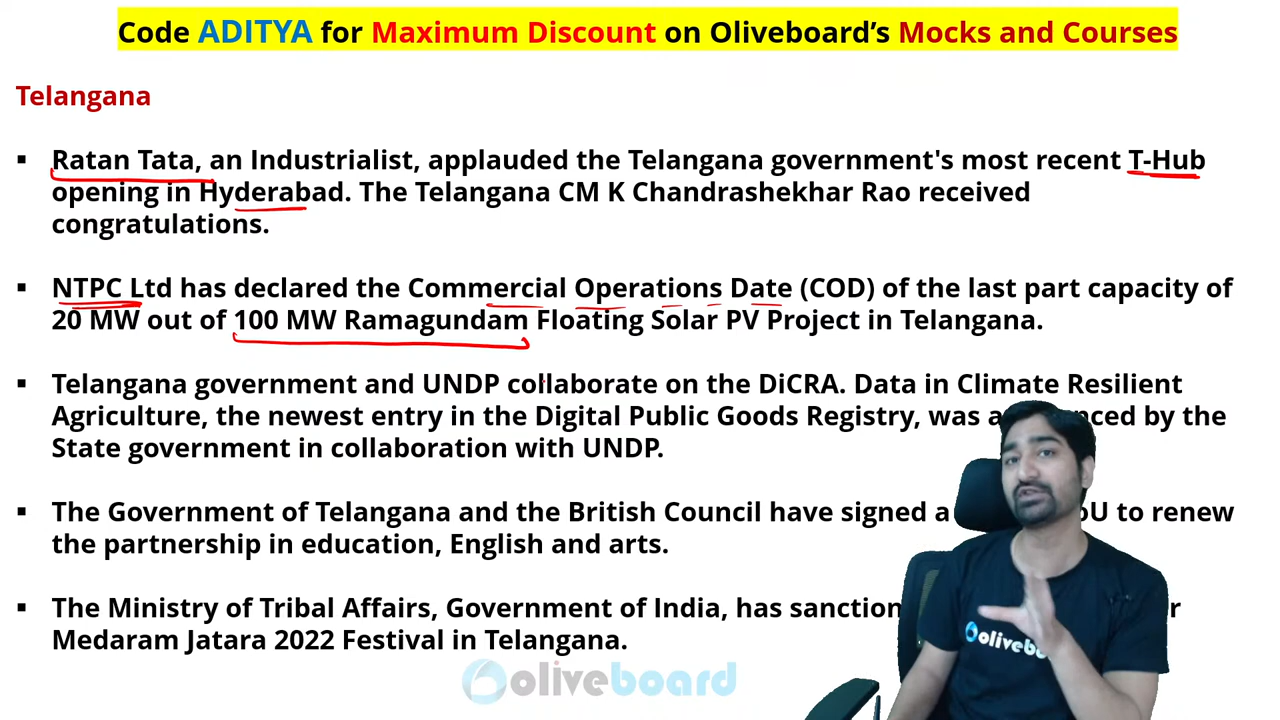 Code ADITYA for Maximum Discount on Oliveboard’s Mocks and Courses
Telangana
▪ Ratan Tata, an Industrialist, applauded the Telangana government's most recent T-Hub
opening in Hyderabad. The Telangana CM K Chandrashekhar Rao received
congratulations.
▪ NTPC Ltd has declared the Commercial Operations Date (COD) of the last part capacity of
20 MW out of 100 MW Ramagundam Floating Solar PV Project in Telangana.
▪ Telangana government and UNDP collaborate on the DiCRA. Data in Climate Resilient
Agriculture, the newest entry in the Digital Public Goods Registry, was by the
State government in collaboration with UNDP.
▪ The Government of Telangana and the British Council have signed a to renew
the partnership in education, English and arts.
▪ The Ministry of Tribal Affairs, Government of India, has
Medaram Jatara 2022 Festival in Telangana.
oliveboard